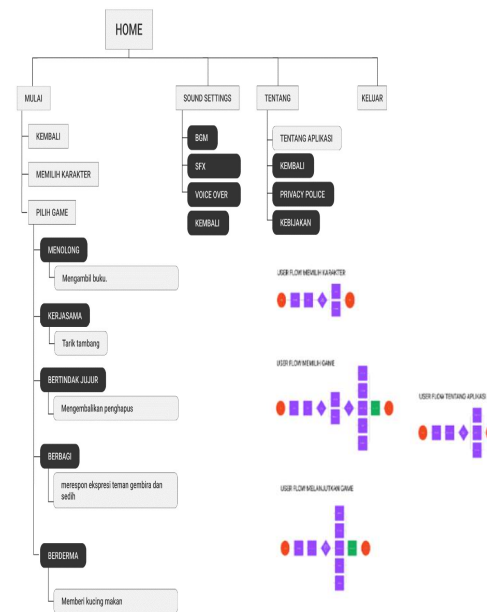 HOME
MULAI
SOUND SETTINGS
TENTANG
KELUAR
KEMBALI
MEMILIH KARAKTER
PILIH GAME
MENOLONG
Mengambil buku.
KERJASAMA
Tarik tambang
BERTINDAK JUJUR
Mengembalikan penghapus
BERBAGI
merespon ekspresi teman gembira dan
sedih
BERDERMA
Memberi kucing makan
BGM
SFX
VOICE OVER
KEMBALI
TENTANG APLIKASI
KEMBALI
PRIVACY POLICE
KEBIJAKAN
USER FLOW MEMILIH KARAKTER
USER FLOW MEMILIH GAME
USER FLOW TENTANG APLIKASI
USER FLOW MELANJUTKAN GAME